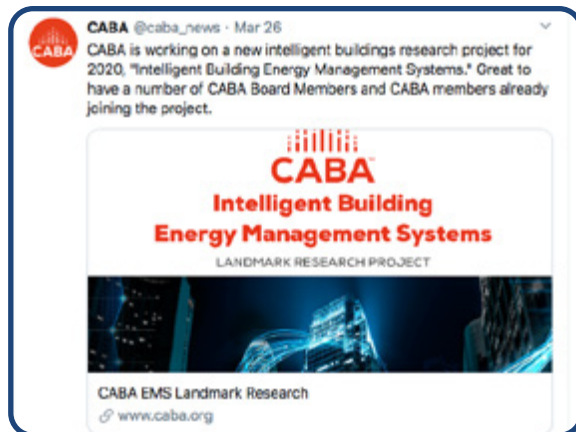 CABA @caba_news · Mar 26
CABA is working on a new intelligent buildings research project for
2020, "Intelligent Building Energy Management Systems." Great to
have a number of CABA Board Members and CABA members already
joining the project.
CABA
CABA™
Intelligent Building
Energy Management Systems
LANDMARK RESEARCH PROJECT
CABA EMS Landmark Research
www.caba.org